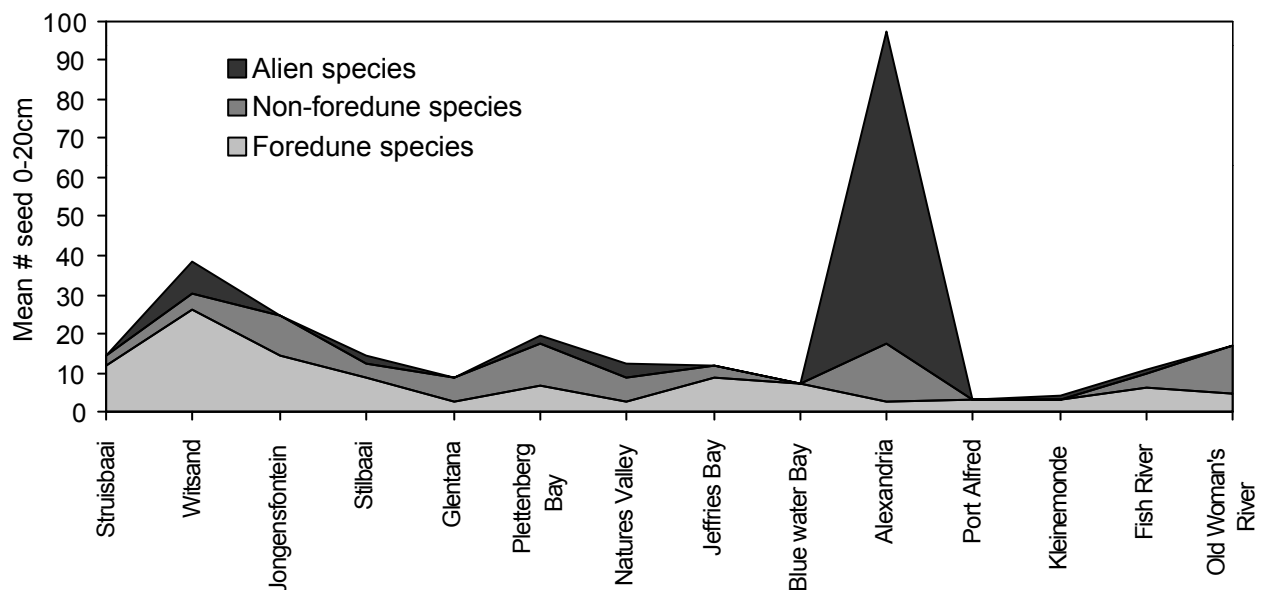 Mean # seed 0-20cm
100
90
80
70
60
50
40
30
20
10
0
Alien species
Non-foredune species
Foredune species
Struisbaai
Witsand
Jongensfontein
Stilbaai
Glentana
Plettenberg
Bay
Natures Valley
Jeffries Bay
Blue water Bay
Alexandria
Port Alfred
Kleinemonde
Fish River
Old Woman's
River